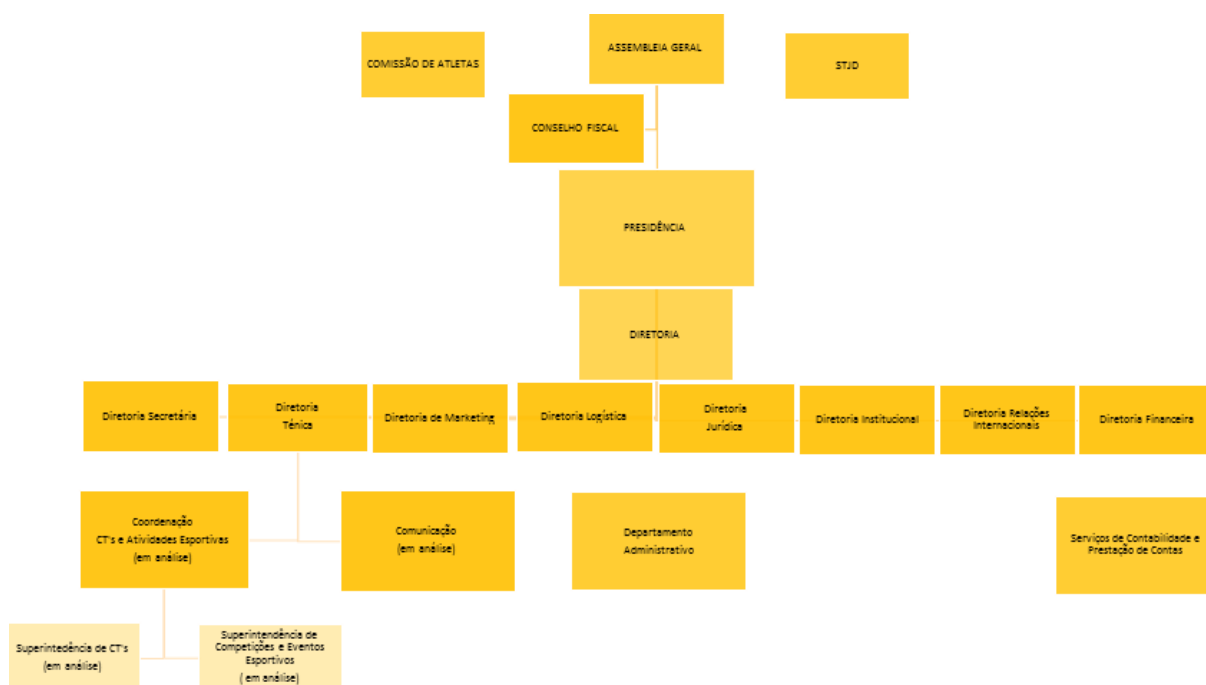 ASSEMBLEIA GERAL
COMISSÃO DE ATLETAS
STJD
CONSELHO FISCAL
PRESIDÊNCIA
DIRETORIA
Diretoria Secretária
Diretoria
Ténica
Diretoria de Marketing
Diretoria Logística
Diretoria
Jurídica
Diretoria Institucional
Diretoria Relações
Internacionais
Diretoria Financeira
Coordenação
CT's e Atividades Esportivas
(em análise)
Comunicação
(em análise)
Departamento
Administrativo
Serviços de Contabilidade e
Prestação de Contas
Superintedência de CT's
(em análise)
Superintendência de
Competições e Eventos
Esportivos
( em análise)